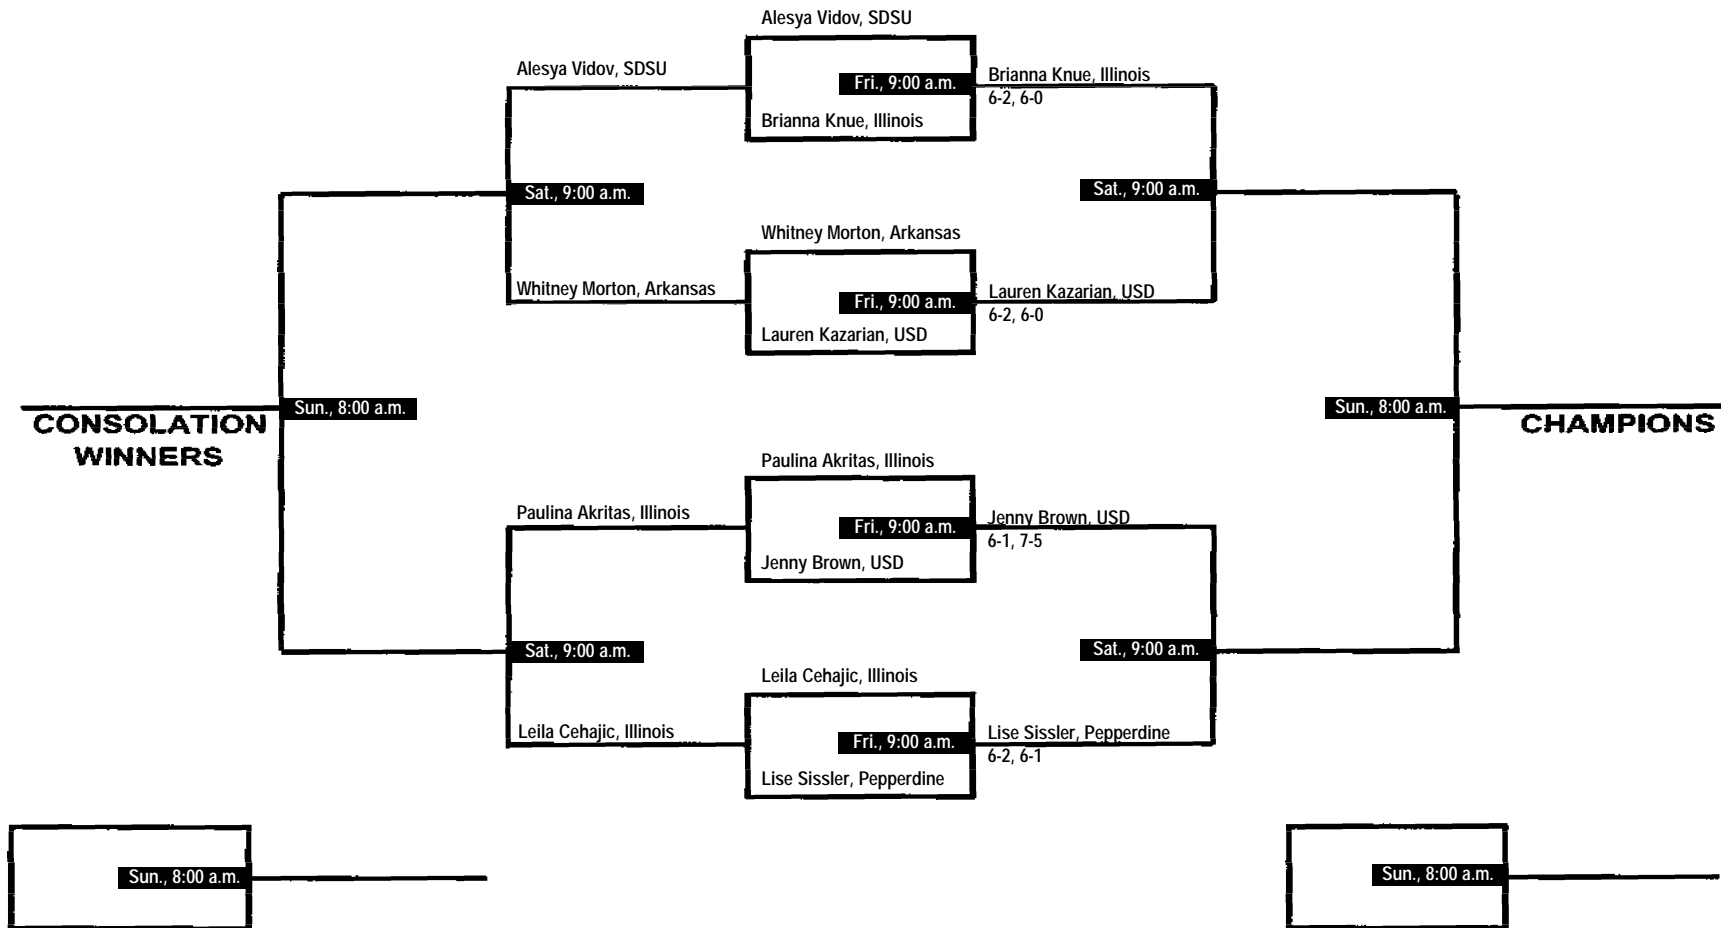 Alesya Vidov, SDSU
Alesya Vidov, SDSU
Fri., 9:00 a.m.
Brianna Knue, Illinois
6-2, 6-0
Brianna Knue, Illinois
Sat., 9:00 a.m.
Sat., 9:00 a.m.
Whitney Morton, Arkansas
Whitney Morton, Arkansas
Fri., 9:00 a.m.
Lauren Kazarian, USD
6-2, 6-0
Lauren Kazarian, USD
Sun., 8:00 a.m.
CONSOLATION
WINNERS
Sun., 8:00 a.m.
CHAMPIONS
Paulina Akritas, Illinois
Paulina Akritas, Illinois
Fri., 9:00 a.m.
Jenny Brown, USD
6-1, 7-5
Jenny Brown, USD
Sat., 9:00 a.m.
Sat., 9:00 a.m.
Leila Cehajic, Illinois
Leila Cehajic, Illinois
Fri., 9:00 a.m.
Lise Sissler, Pepperdine
6-2, 6-1
Lise Sissler, Pepperdine
Sun., 8:00 a.m.
Sun., 8:00 a.m.